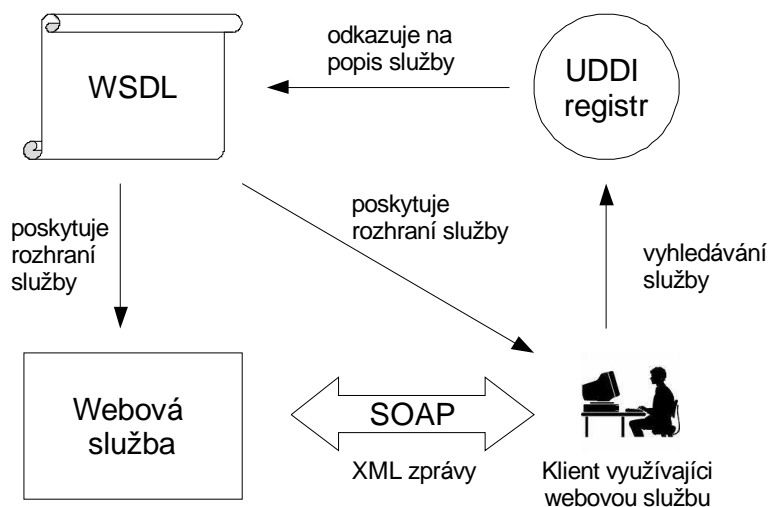 WSDL
odkazuje na
popis služby
UDDI
registr
poskytuje
rozhraní
služby
poskytuje
rozhraní služby
vyhledávání
služby
Webová
služba
SOAP
XML zprávy
Klient využívajíci
webovou službu